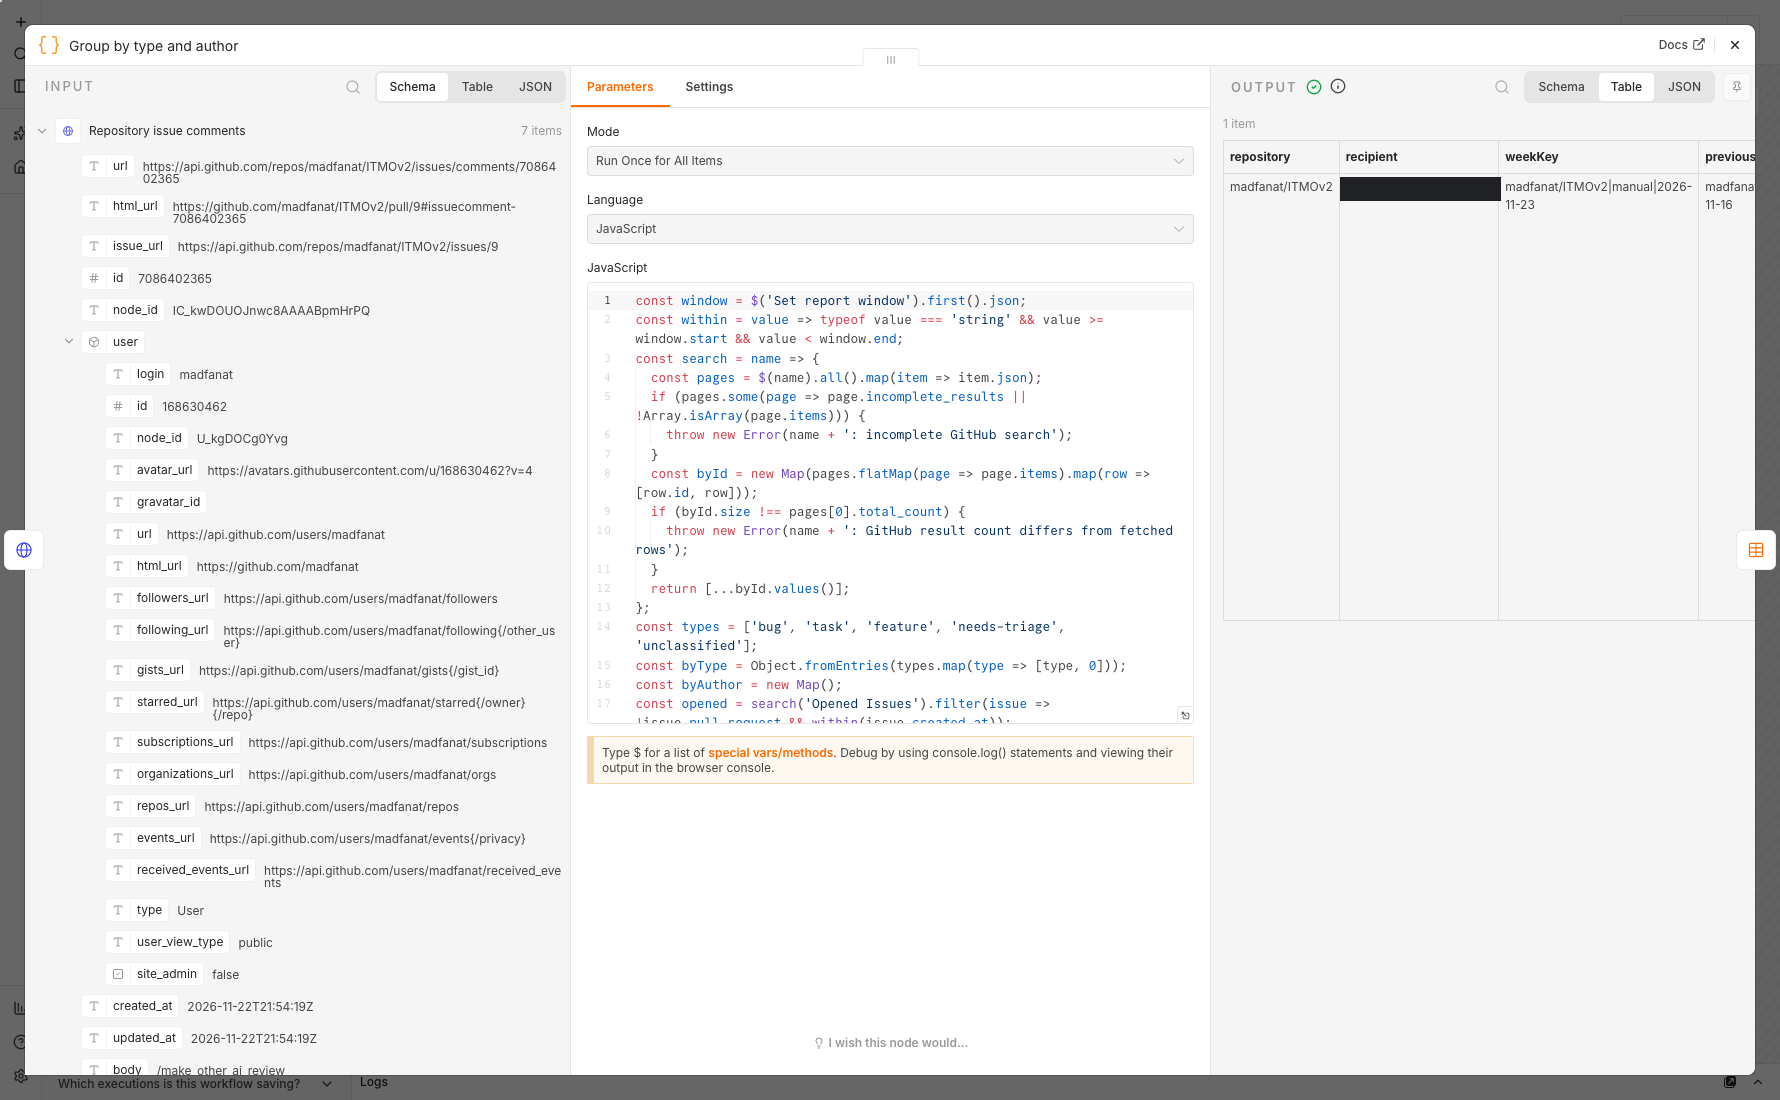 Group by type and author
Docs
INPUT
Schema
Table
JSON
Repository issue comments
7 items
url
https://api.github.com/repos/madfanat/ITMOv2/issues/comments/70864
02365
html_url
https://github.com/madfanat/ITMOv2/pull/9#issuecomment-
7086402365
issue_url
https://api.github.com/repos/madfanat/ITMOv2/issues/9
id
7086402365
node_id
IC_kwDOUOJnwc8AAAABpmHrPQ
user
login
madfanat
id
168630462
node_id
U_kgDOCg0Yvg
avatar_url
https://avatars.githubusercontent.com/u/168630462?v=4
gravatar_id
url
https://api.github.com/users/madfanat
html_url
https://github.com/madfanat
followers_url
https://api.github.com/users/madfanat/followers
following_url
https://api.github.com/users/madfanat/following{/other_us
er}
gists_url
https://api.github.com/users/madfanat/gists{/gist_id}
starred_url
https://api.github.com/users/madfanat/starred{/owner}
{/repo}
subscriptions_url
https://api.github.com/users/madfanat/subscriptions
organizations_url
https://api.github.com/users/madfanat/orgs
repos_url
https://api.github.com/users/madfanat/repos
events_url
https://api.github.com/users/madfanat/events{/privacy}
received_events_url
https://api.github.com/users/madfanat/received_eve
nts
type
User
user_view_type
public
site_admin
false
created_at
2026-11-22T21:54:19Z
updated_at
2026-11-22T21:54:19Z
body
/make_other_ai_review
Parameters
Settings
Mode
Run Once for All Items
Language
JavaScript
JavaScript
1 const window = $('Set report window').first().json;
2 const within = value => typeof value === 'string' && value >=
window.start && value < window.end;
3 const search = name => {
4 const pages = $(name).all().map(item => item.json);
5 if (pages.some(page => page.incomplete_results ||
!Array.isArray(page.items))) {
6 throw new Error(name + ': incomplete GitHub search');
7 }
8 const byId = new Map(pages.flatMap(page => page.items).map(row =>
[row.id, row]));
9 if (byId.size !== pages[0].total_count) {
10 throw new Error(name + ': GitHub result count differs from fetched
rows');
11 }
12 return [...byId.values()];
13 };
14 const types = ['bug', 'task', 'feature', 'needs-triage',
'unclassified'];
15 const byType = Object.fromEntries(types.map(type => [type, 0]));
16 const byAuthor = new Map();
17 const opened = search('Opened Issues').filter(issue =>
!issue.pull_request && within(issue.created_at));
Type $ for a list of special vars/methods. Debug by using console.log() statements and viewing their
output in the browser console.
I wish this node would...
OUTPUT
Schema
Table
JSON
1 item
repository
recipient
weekKey
previous
madfanat/ITMOv2
madfanat/ITMOv2|manual|2026-
11-23
madfana
11-16
Which executions is this workflow saving?
Logs